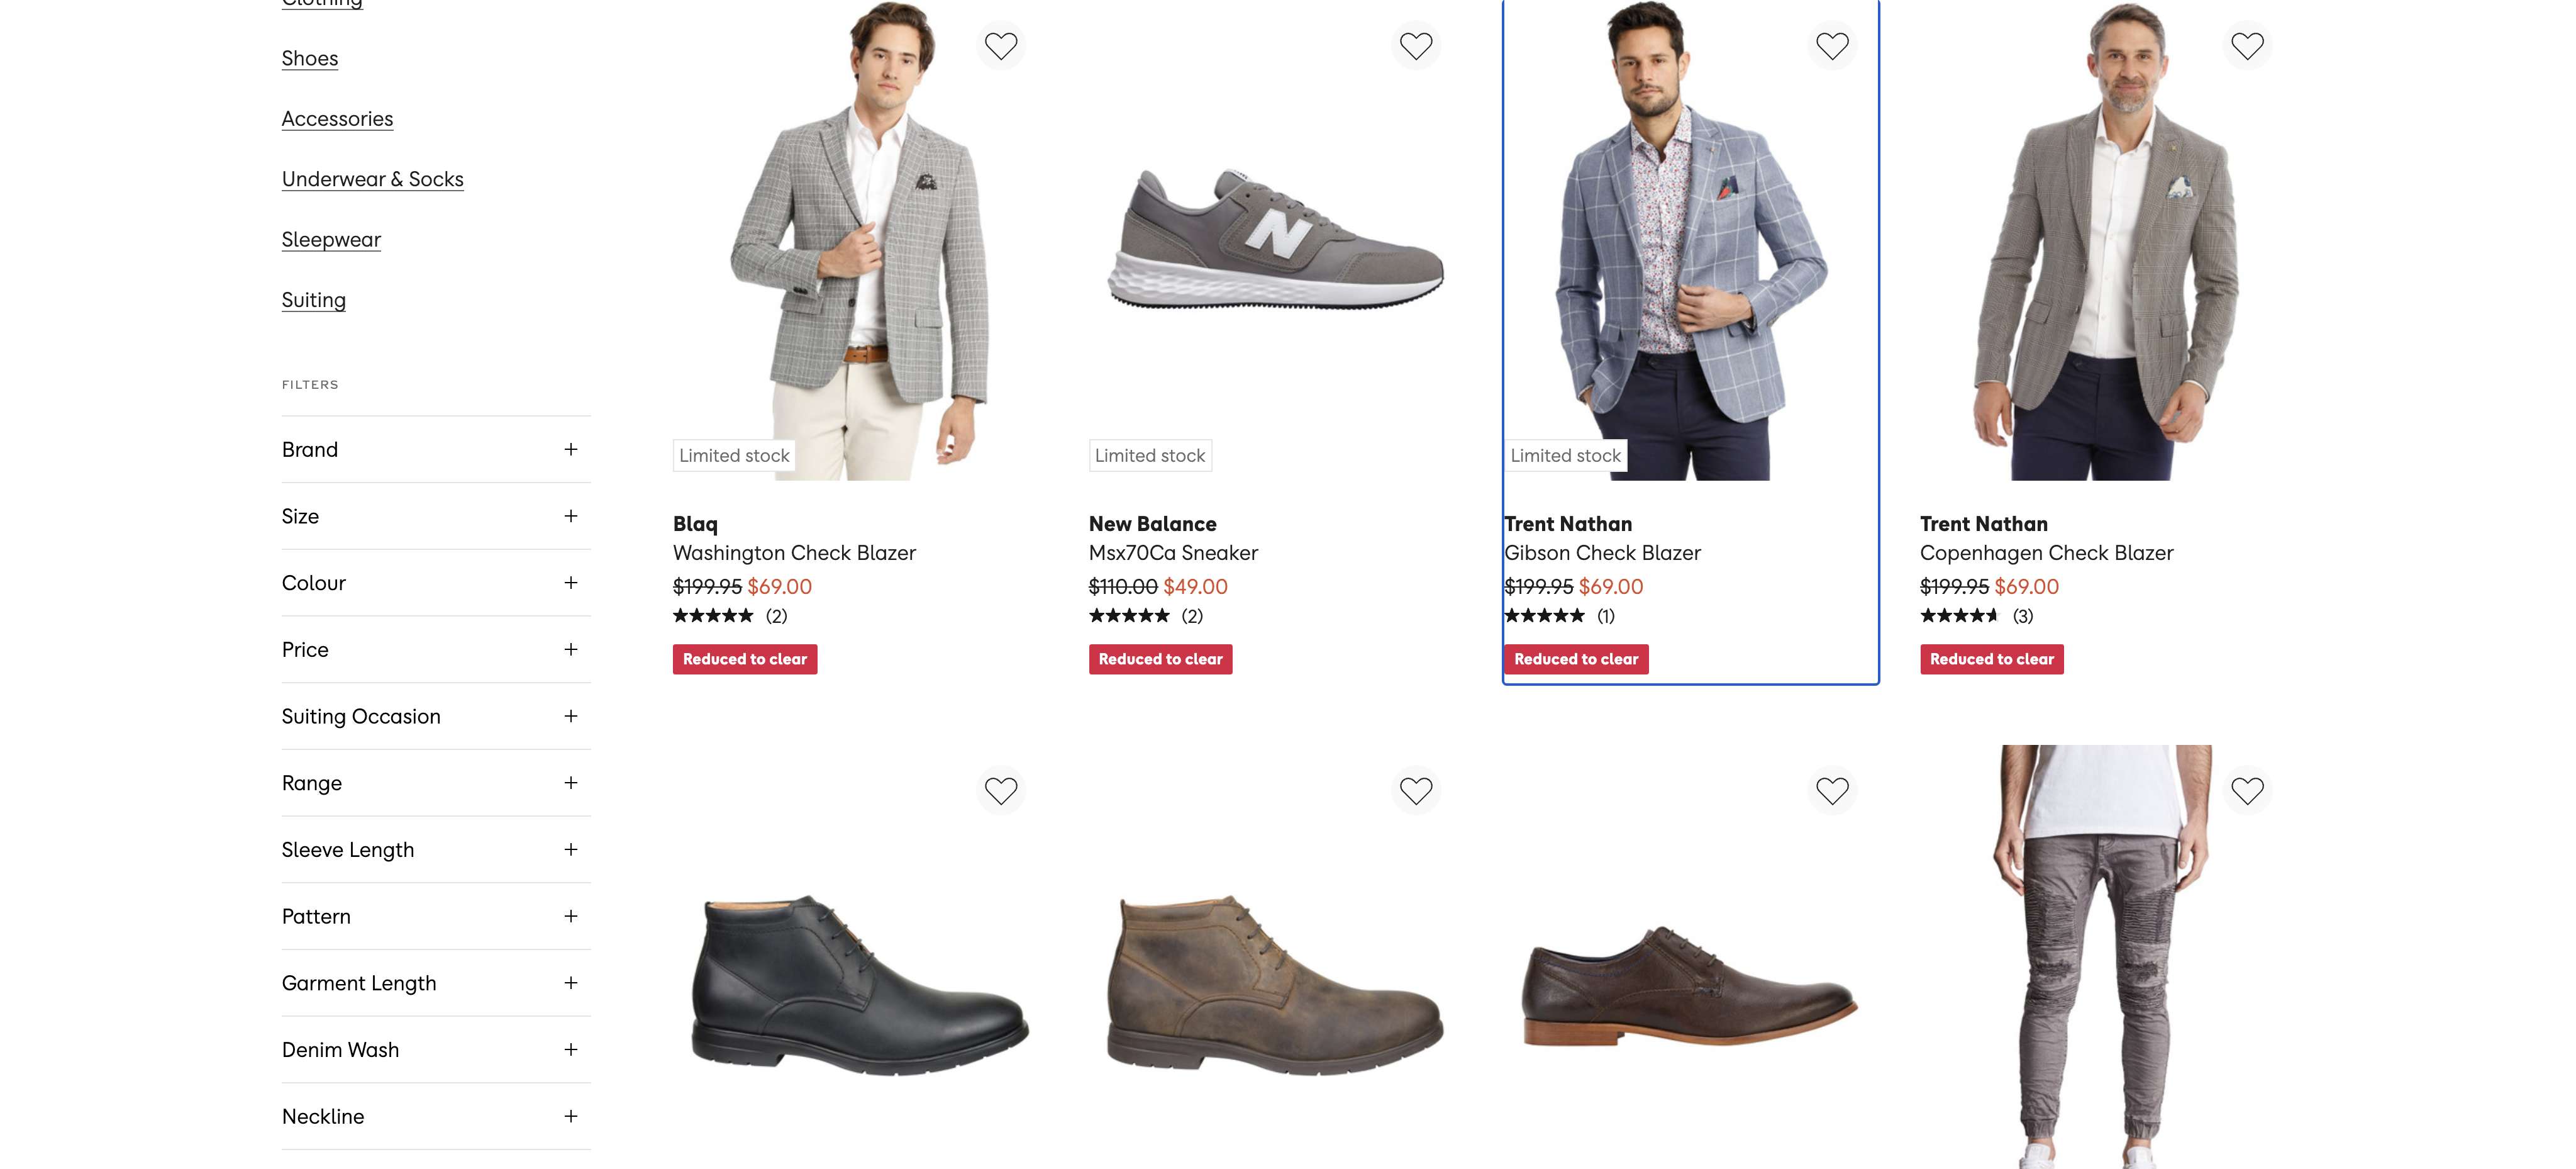 Clothing
Shoes
Accessories
Underwear & Socks
Sleepwear
Suiting
FILTERS
Brand
Size
Colour
Price
Suiting Occasion
Range
Sleeve Length
Pattern
Garment Length
Denim Wash
Neckline
Limited stock
Blaq
Washington Check Blazer
$199.95 $69.00
(2)
Reduced to clear
N
Limited stock
New Balance
Msx70Ca Sneaker
$110.00 $49.00
(2)
Reduced to clear
Limited stock
Trent Nathan
Gibson Check Blazer
$199.95 $69.00
(1)
Reduced to clear
Trent Nathan
Copenhagen Check Blazer
$199.95 $69.00
(3)
Reduced to clear